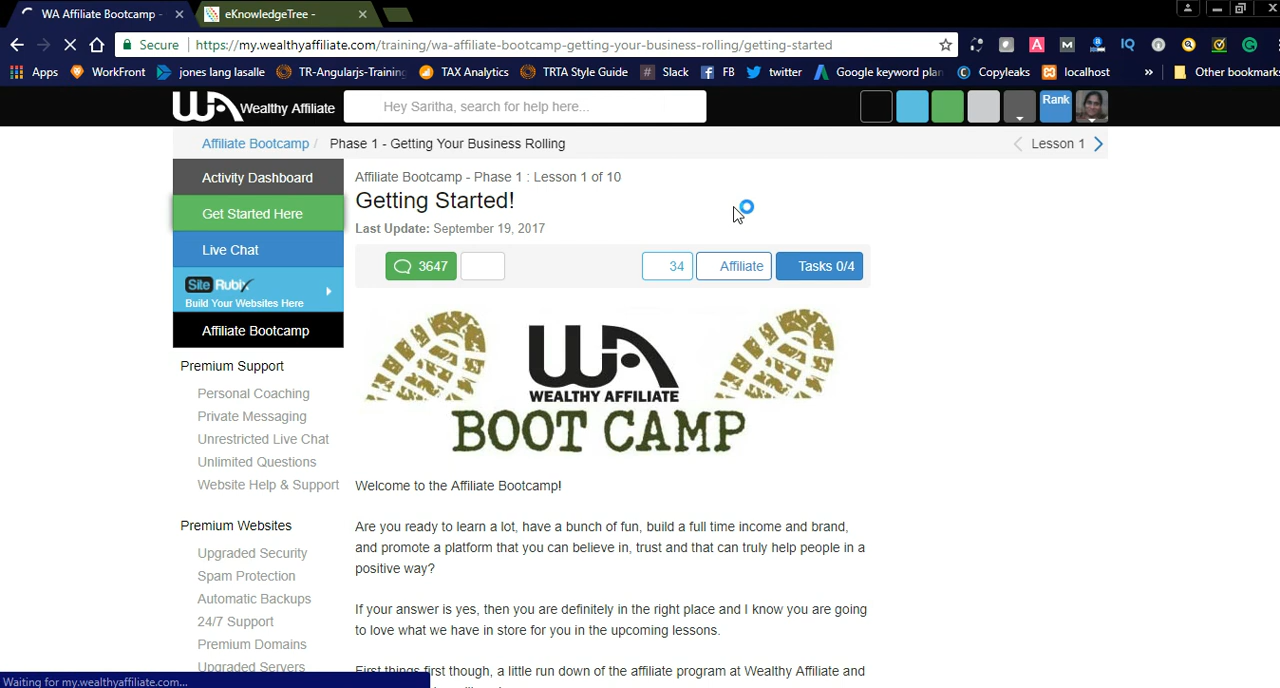 WA Affiliate Bootcamp -
eKnowledgeTree -
Secure https://my.wealthyaffiliate.com/training/wa-affiliate-bootcamp-getting-your-business-rolling/getting-started
Apps WorkFront jones lang lasalle TR-Angularjs-Training TAX Analytics TRTA Style Guide Slack FB twitter Google keyword plan Copyleaks localhost » Other bookmarks
WA Wealthy Affiliate Hey Saritha, search for help here... Rank
Affiliate Bootcamp / Phase 1 - Getting Your Business Rolling Lesson 1
Activity Dashboard
Get Started Here
Live Chat
Site Rubix
Build Your Websites Here
Affiliate Bootcamp
Premium Support
Personal Coaching
Private Messaging
Unrestricted Live Chat
Unlimited Questions
Website Help & Support
Premium Websites
Upgraded Security
Spam Protection
Automatic Backups
24/7 Support
Premium Domains
Upgraded Servers
Affiliate Bootcamp - Phase 1 : Lesson 1 of 10
Getting Started!
Last Update: September 19, 2017
3647 34 Affiliate Tasks 0/4
WA
WEALTHY AFFILIATE
BOOT CAMP
Welcome to the Affiliate Bootcamp!
Are you ready to learn a lot, have a bunch of fun, build a full time income and brand,
and promote a platform that you can believe in, trust and that can truly help people in a
positive way?
If your answer is yes, then you are definitely in the right place and I know you are going
to love what we have in store for you in the upcoming lessons.
First things first though, a little run down of the affiliate program at Wealthy Affiliate and
Waiting for my.wealthyaffiliate.com...